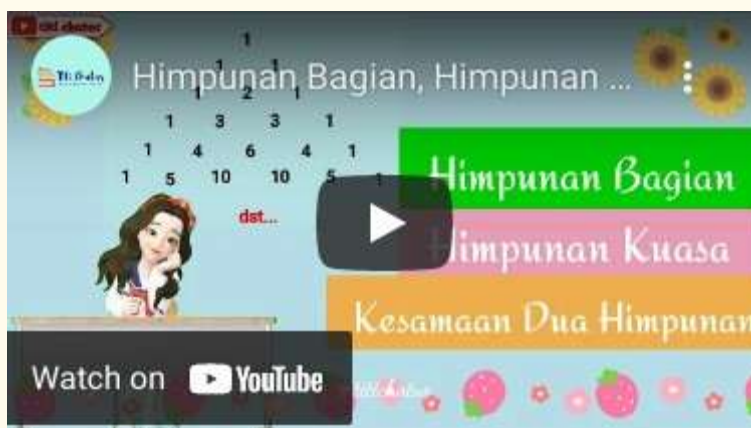 Himpunan Bagian, Himpunan ...
1
1 1
1 2 1
1 3 3 1
1 4 6 4 1
1 5 10 10 5 1
dst...
Himpunan Bagian
Himpunan Kuasa
Kesamaan Dua Himpunan
Watch on YouTube